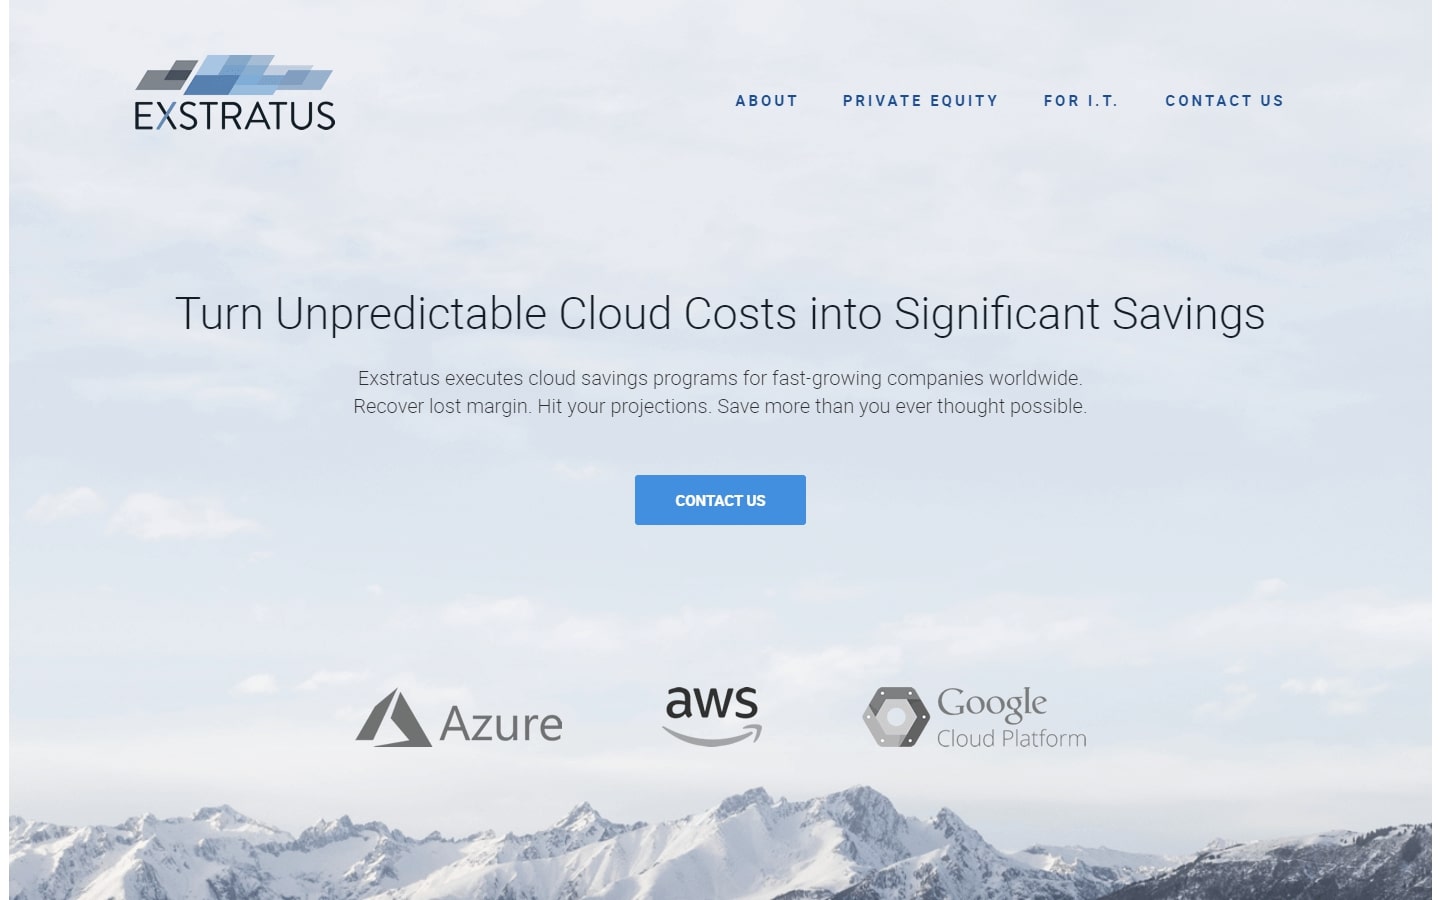 EXSTRATUS
ABOUT PRIVATE EQUITY FOR I.T. CONTACT US
Turn Unpredictable Cloud Costs into Significant Savings
Exstratus executes cloud savings programs for fast-growing companies worldwide.
Recover lost margin. Hit your projections. Save more than you ever thought possible.
CONTACT US
Azure
aws
Google
Cloud Platform